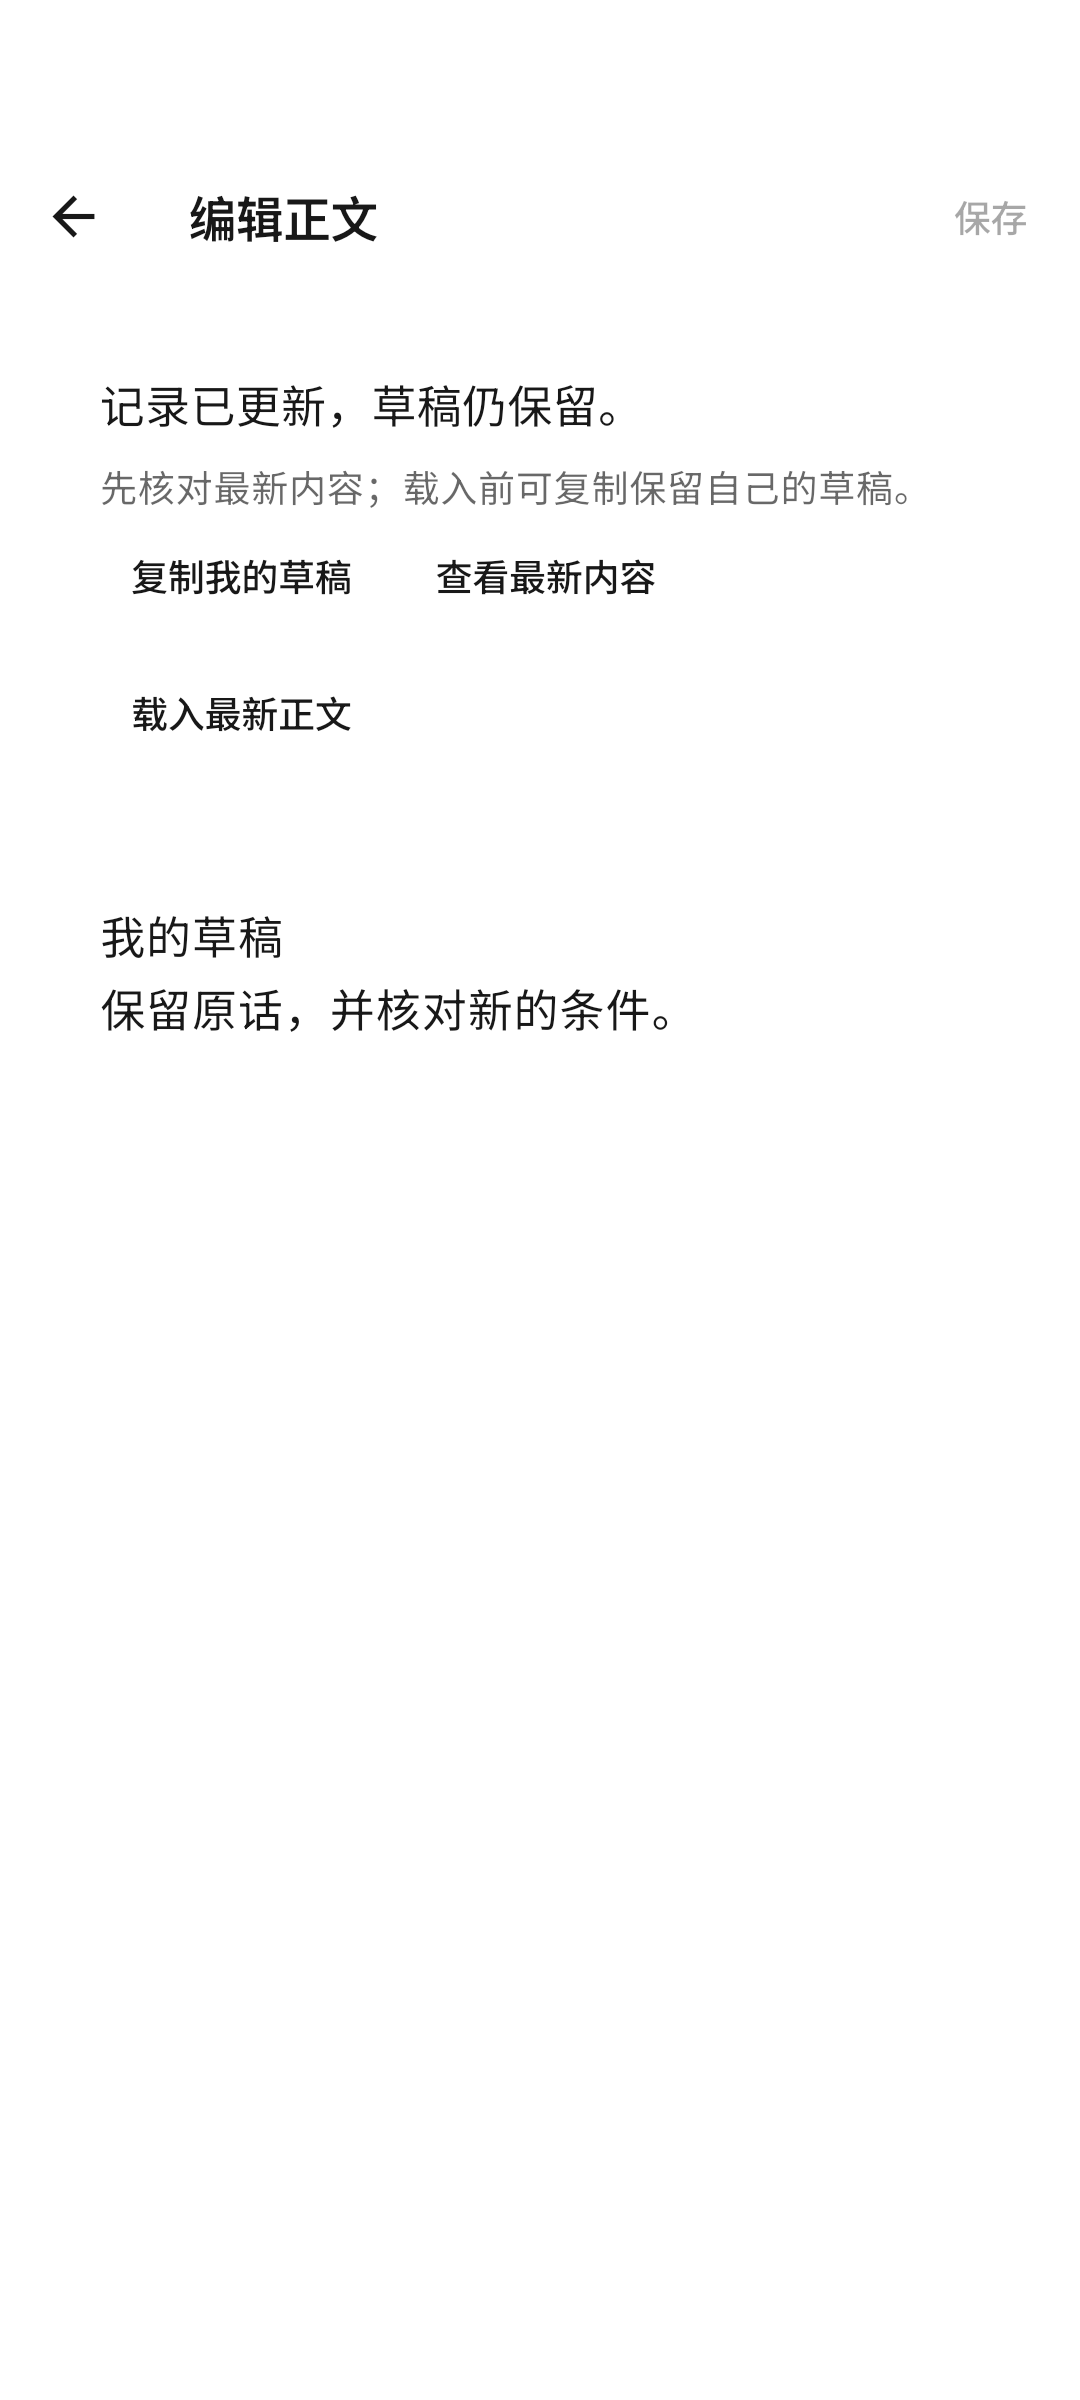 编辑正文
保存
记录已更新，草稿仍保留。
先核对最新内容；载入前可复制保留自己的草稿。
复制我的草稿 查看最新内容
载入最新正文
我的草稿
保留原话，并核对新的条件。